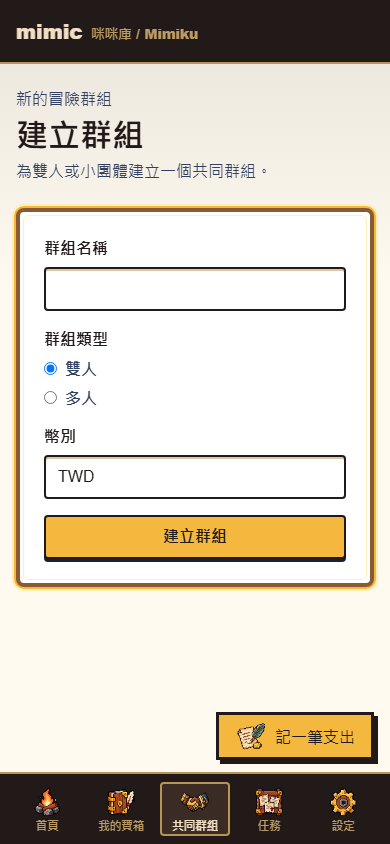 mimic 咪咪庫 / Mimiku
新的冒險群組
建立群組
為雙人或小團體建立一個共同群組。
群組名稱
群組類型
雙人
多人
幣別
TWD
建立群組
記一筆支出
首頁 我的寶箱 共同群組 任務 設定